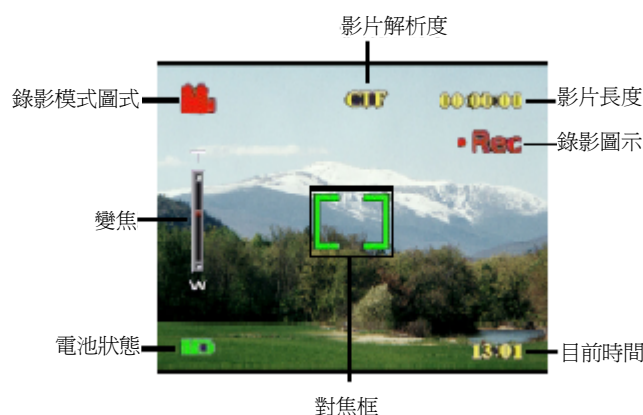 影片解析度
錄影模式圖式
CIF
00:00:01
影片長度
Rec
錄影圖示
T
變焦
W
電池狀態
13:01
目前時間
對焦框